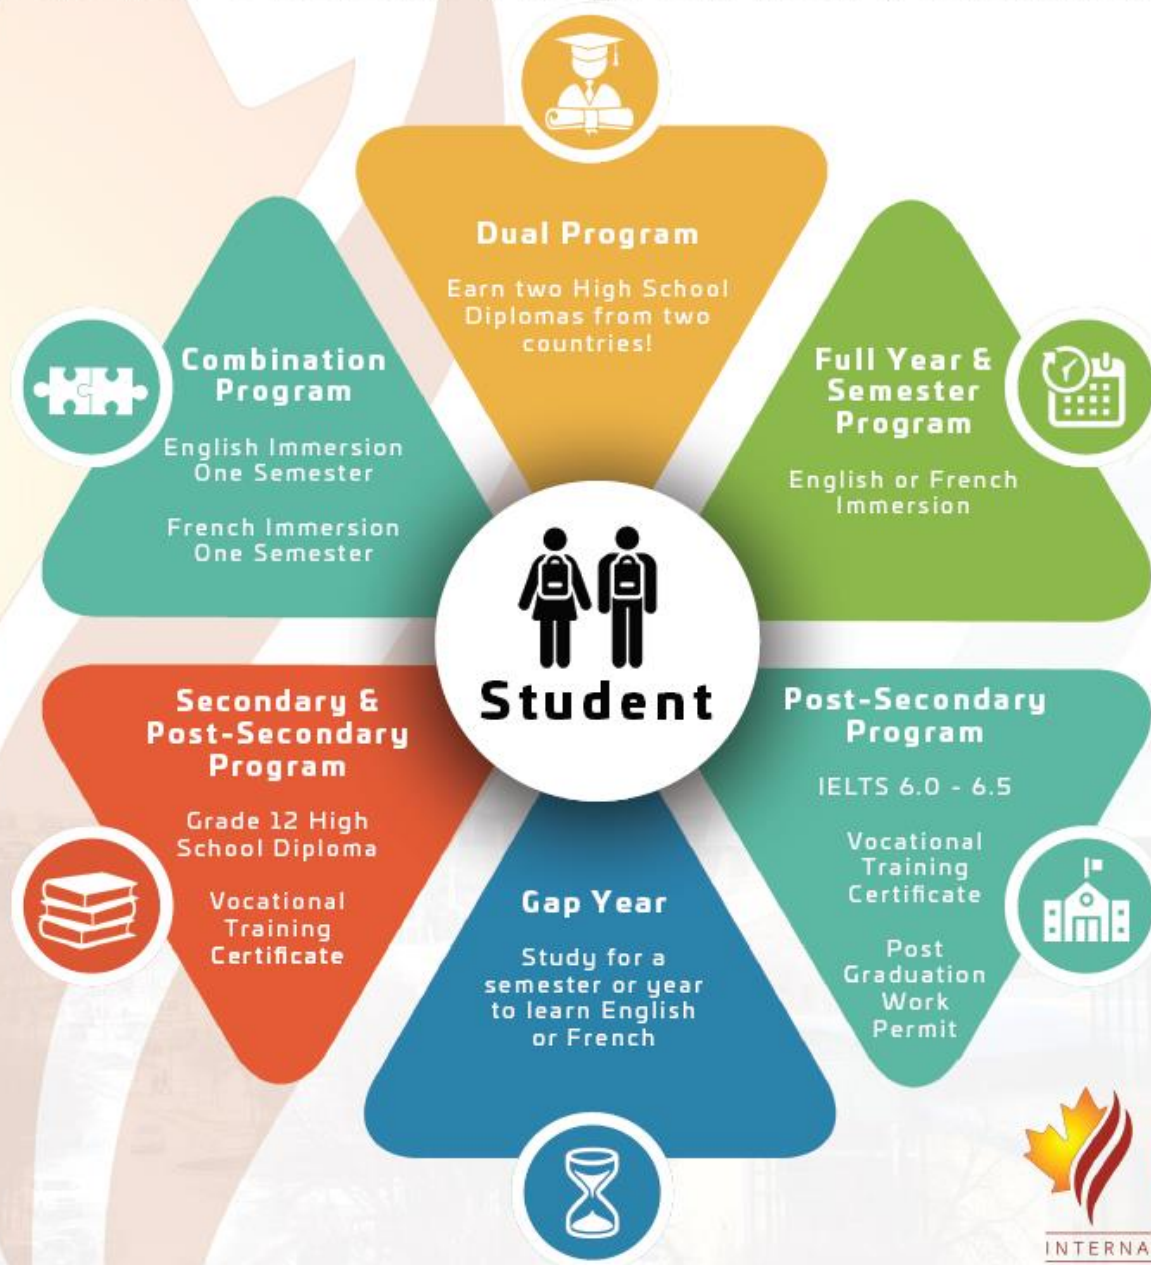 Dual Program
Earn two High School
Diplomas from two
countries!
Combination
Program
English Immersion
One Semester
French Immersion
One Semester
Full Year &
Semester
Program
English or French
Immersion
Student
Secondary &
Post-Secondary
Program
Grade 12 High
School Diploma
Vocational
Training
Certificate
Gap Year
Study for a
semester or year
to learn English
or French
Post-Secondary
Program
IELTS 6.0 - 6.5
Vocational
Training
Certificate
Post
Graduation
Work
Permit
INTERNA